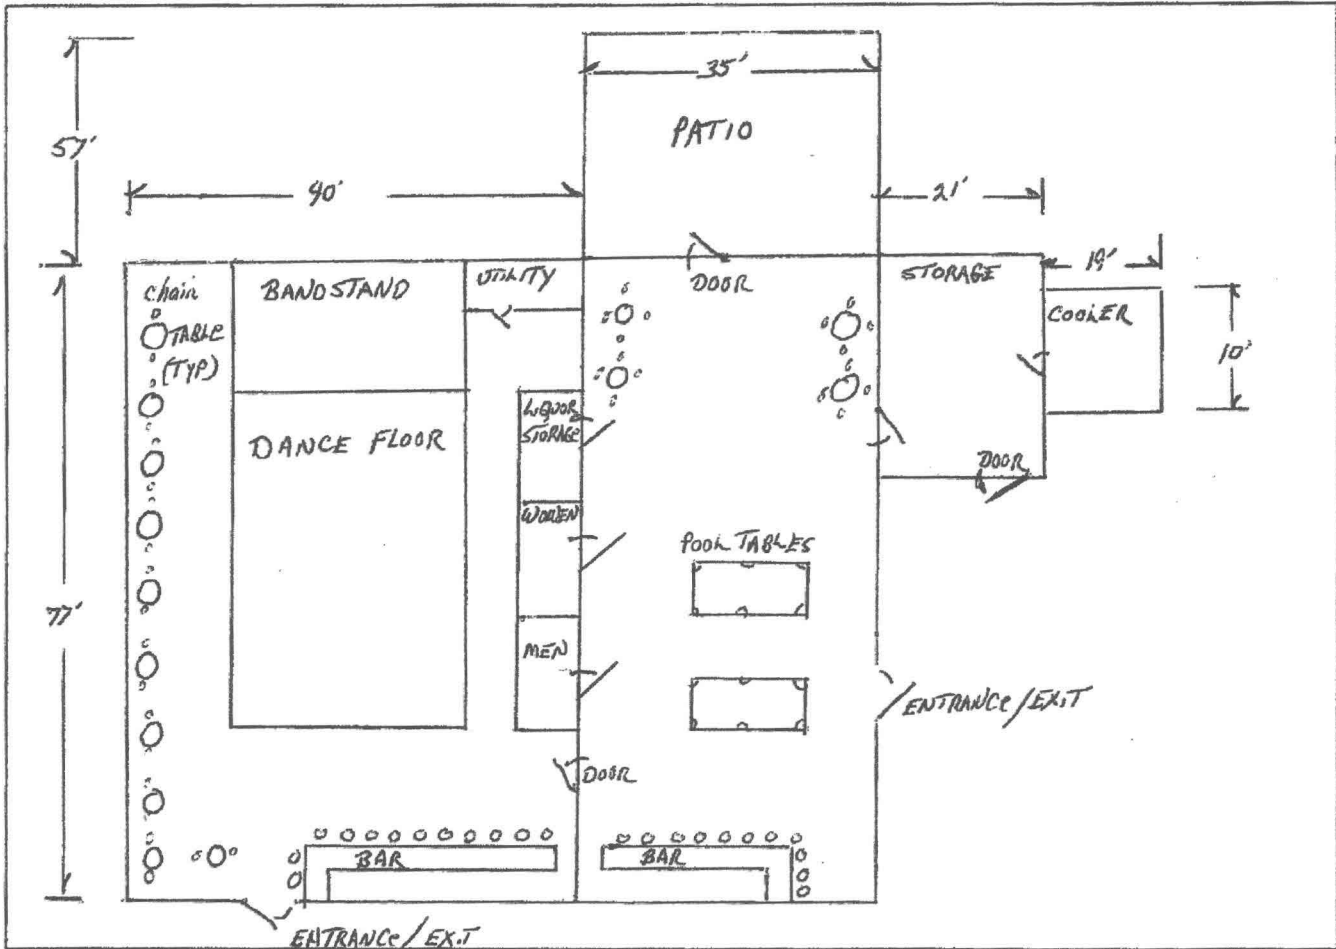 35'
57'
PATIO
40'
21'
Chair
BANDSTAND
UTILITY
DOOR
STORAGE
19'
TABLE
(TYP)
COOLER
10'
LIQUOR
STORAGE
DANCE FLOOR
DOOR
WOMEN
POOL TABLES
77'
MEN
ENTRANCE/EXIT
DOOR
BAR
BAR
ENTRANCE/EXIT